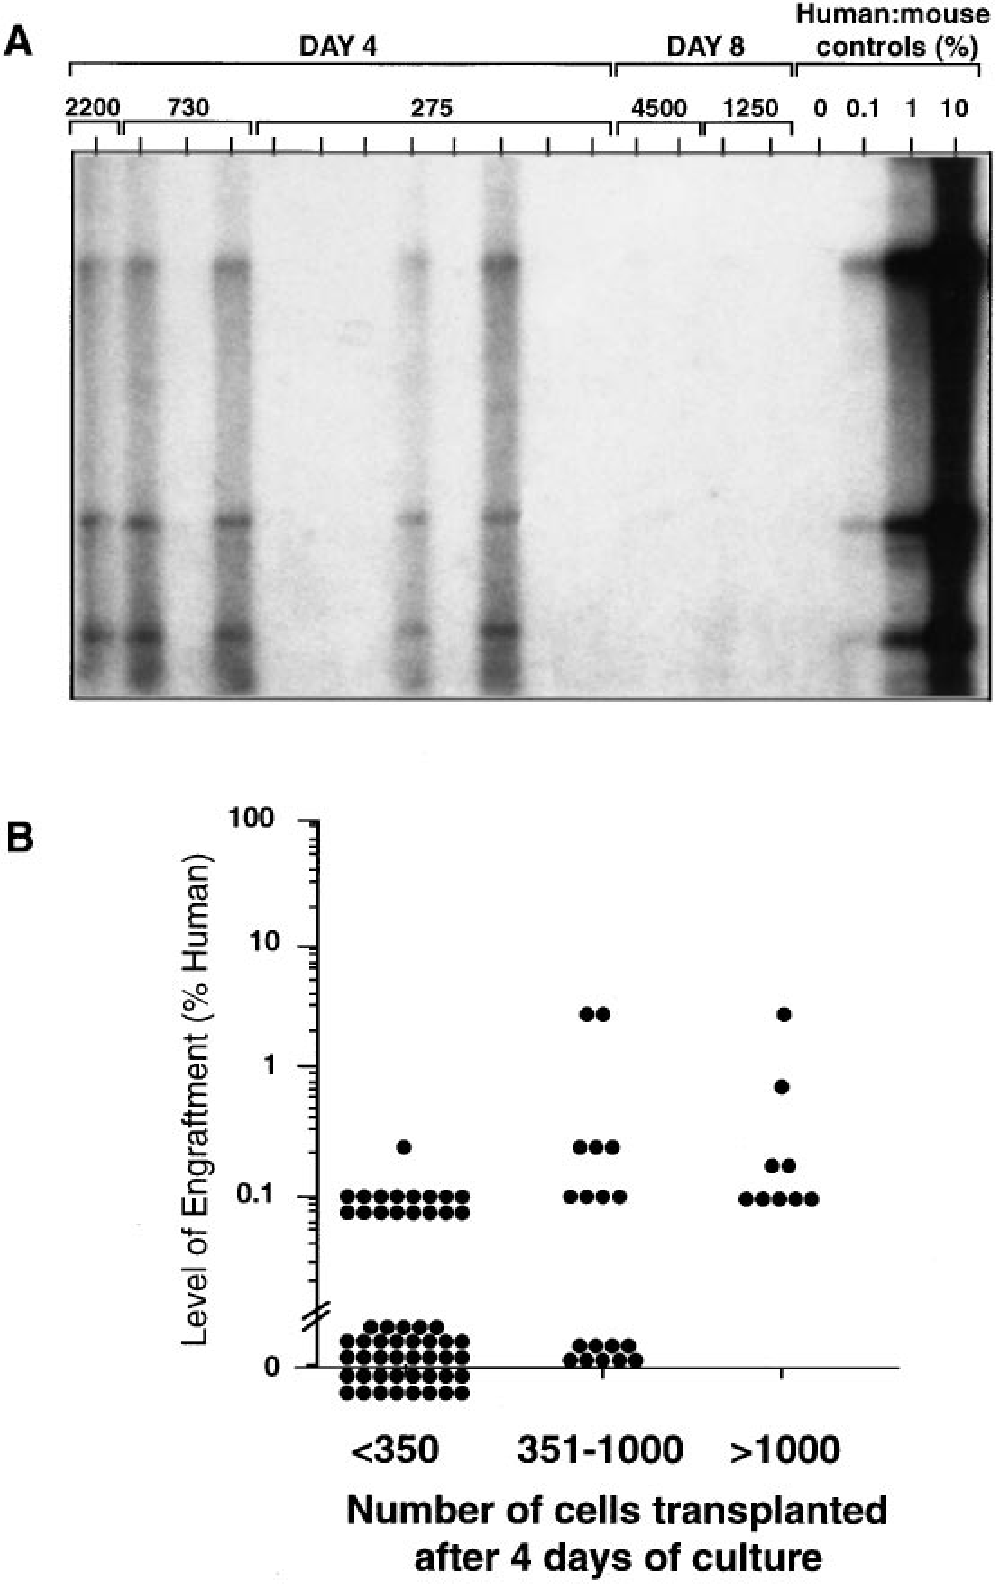 A
Human:mouse
DAY 4 DAY 8 controls (%)
2200 730 275 4500 1250 0 0.1 1 10
B
100
10
1
0.1
0
Level of Engraftment (% Human)
<350 351-1000 >1000
Number of cells transplanted
after 4 days of culture